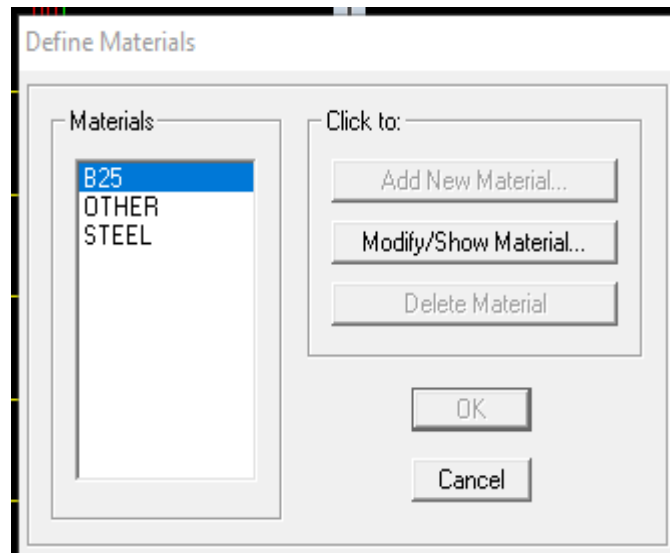 Define Materials
Materials
B25
OTHER
STEEL
Click to:
Add New Material...
Modify/Show Material...
Delete Material
OK
Cancel